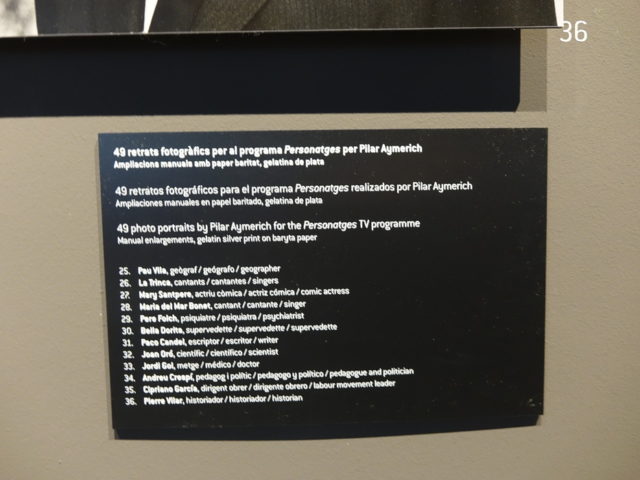 36
49 retrats fotogràfics per al programa Personatges per Pilar Aymerich
Ampliacions manuals amb paper baritat, gelatina de plata
49 retratos fotográficos para el programa Personatges realizados por Pilar Aymerich
Ampliaciones manuales en papel baritado, gelatina de plata
49 photo portraits by Pilar Aymerich for the Personatges TV programme
Manual enlargements, gelatin silver print on baryta paper
25. Pau Vila, geògraf / geógrafo / geographer
26. La Trinca, cantants / cantantes / singers
27. Mary Santpere, actriu còmica / actriz cómica / comic actress
28. Maria del Mar Bonet, cantant / cantante / singer
29. Pere Folch, psiquiatre / psiquiatra / psychiatrist
30. Bella Dorita, supervedette / supervedette / supervedette
31. Paco Candel, escriptor / escritor / writer
32. Joan Oró, científic / científico / scientist
33. Jordi Gol, metge / médico / doctor
34. Andreu Crespí, pedagog i polític / pedagogo y político / pedagogue and politician
35. Cipriano García, dirigent obrer / dirigente obrero / labour movement leader
36. Pierre Vilar, historiador / historiador / historian